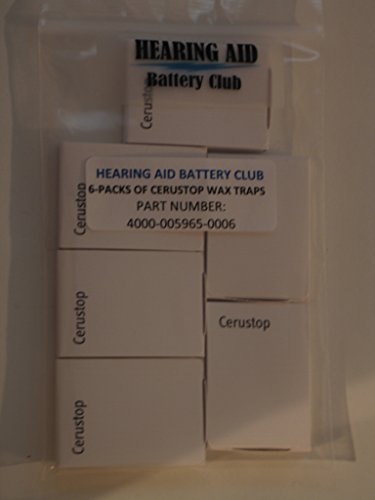 HEARING AID
Battery Club
Cerustop
HEARING AID BATTERY CLUB
6-PACKS OF CERUSTOP WAX TRAPS
PART NUMBER:
4000-005965-0006
Cerustop
Cerustop
Cerustop
Cerustop